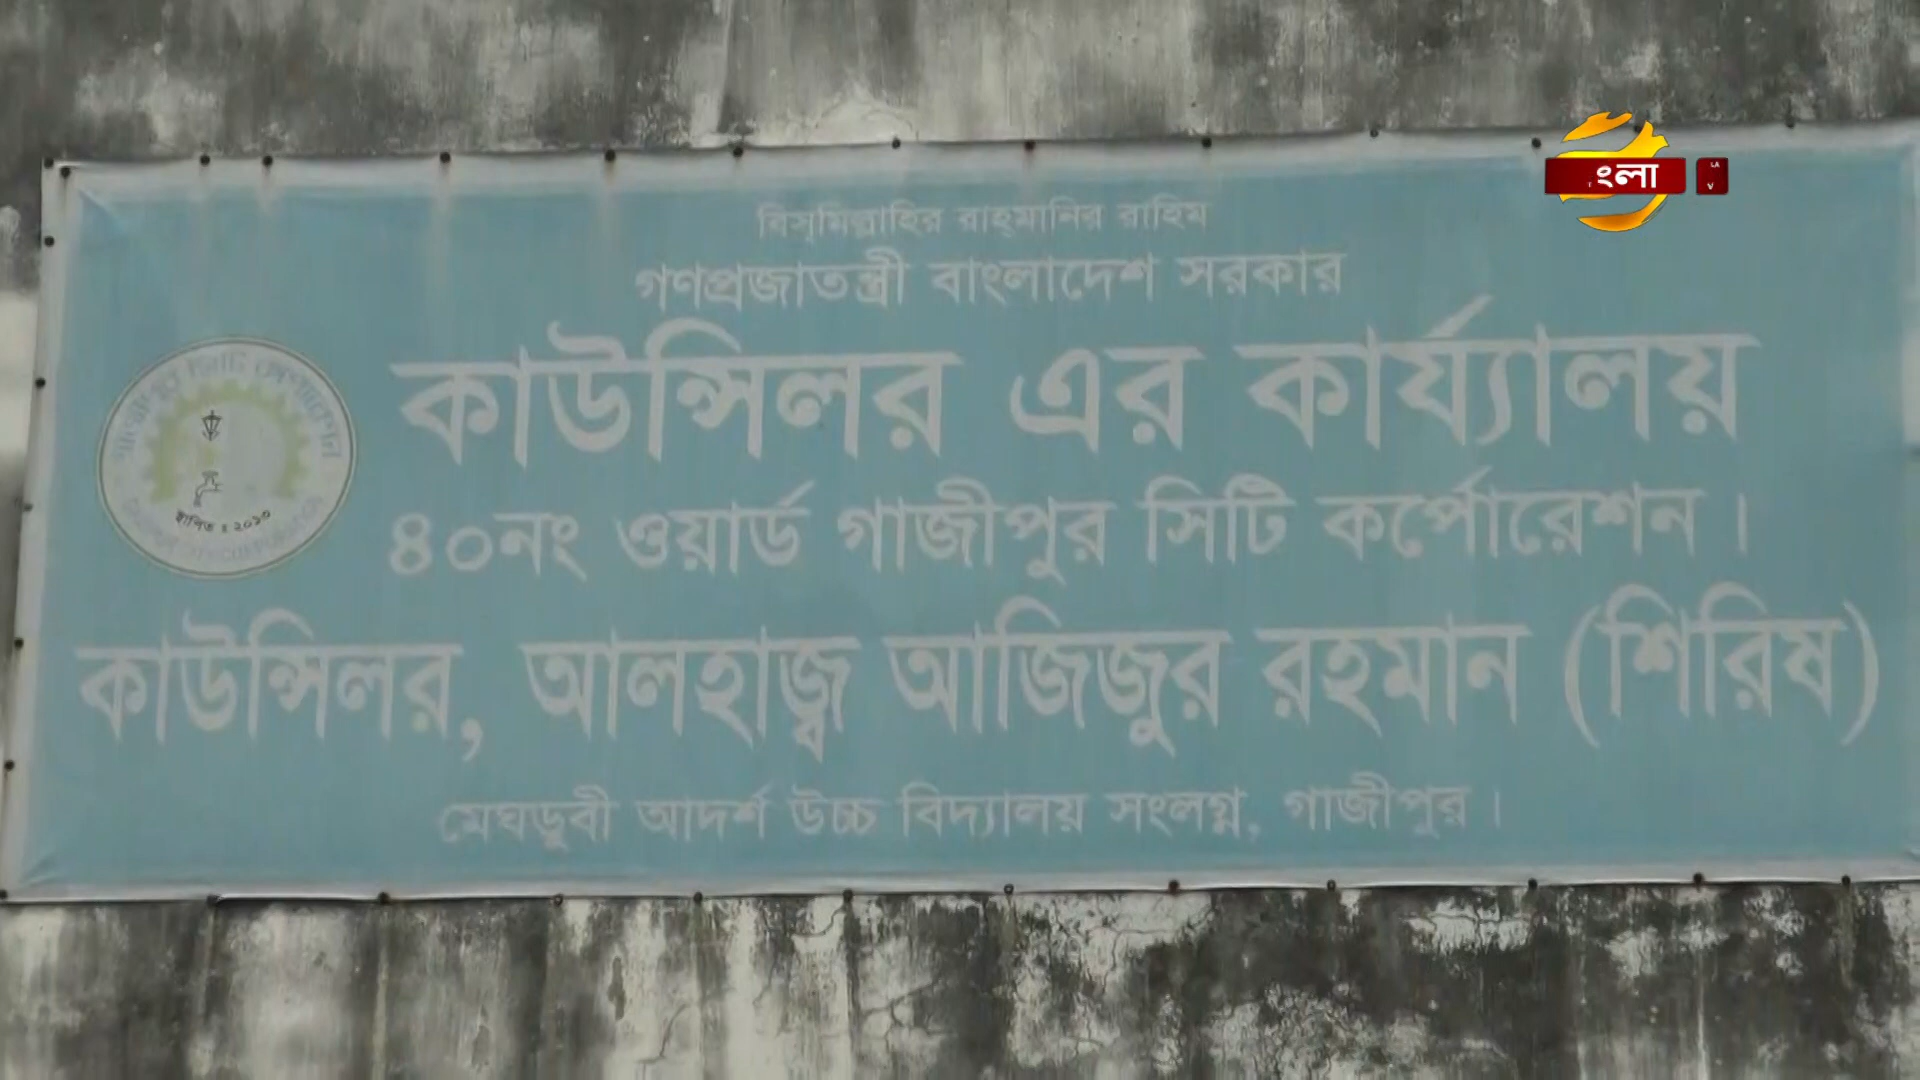 বিস্‌মিল্লাহির রাহ্‌মানির রাহিম
গণপ্রজাতন্ত্রী বাংলাদেশ সরকার
কাউন্সিলর এর কার্য্যালয়
৪০নং ওয়ার্ড গাজীপুর সিটি কর্পোরেশন।
কাউন্সিলর, আলহাজ্ব আজিজুর রহমান (শিরিষ)
মেঘডুবী আদর্শ উচ্চ বিদ্যালয় সংলগ্ন, গাজীপুর।
স্থাপিত ঃ ২০১৩
ংলা